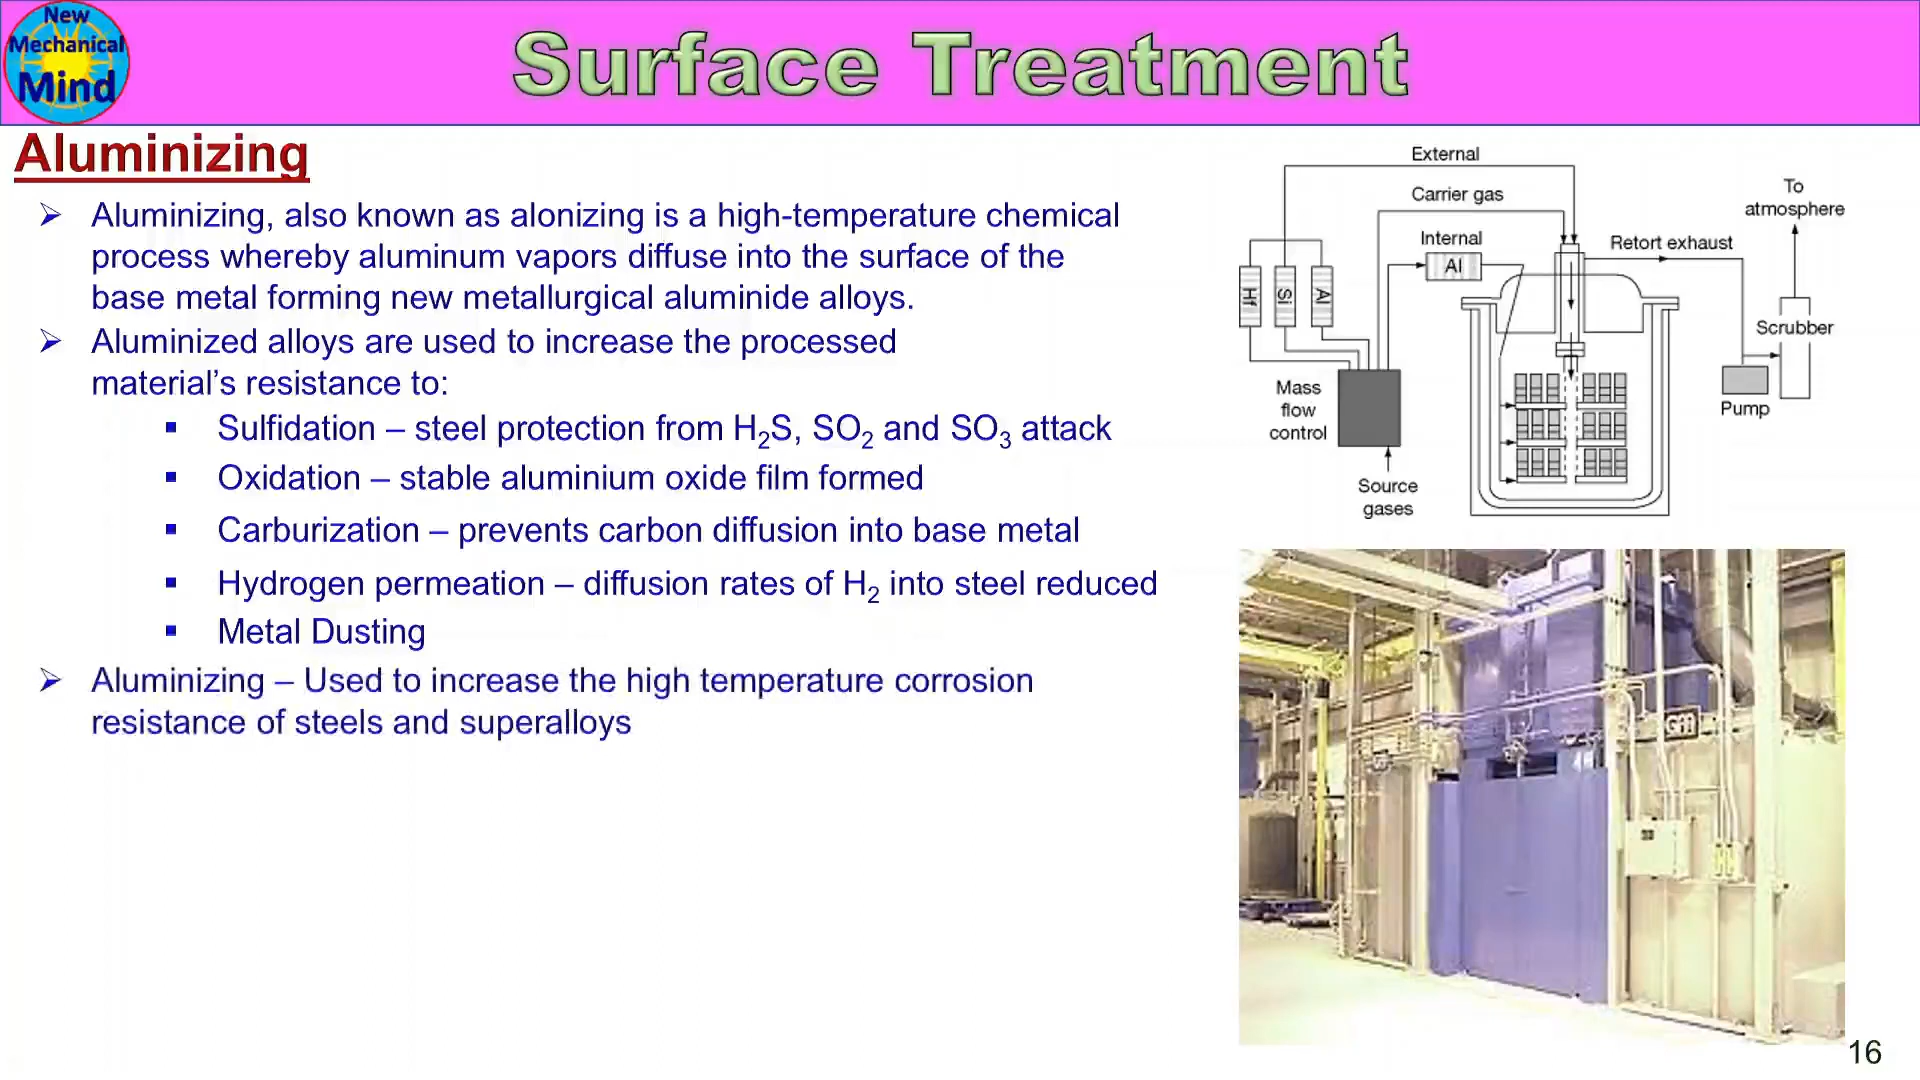 New
Mechanical
Mind
Surface Treatment
Aluminizing
➢ Aluminizing, also known as alonizing is a high-temperature chemical
process whereby aluminum vapors diffuse into the surface of the
base metal forming new metallurgical aluminide alloys.
➢ Aluminized alloys are used to increase the processed
material’s resistance to:
▪ Sulfidation – steel protection from H₂S, SO₂ and SO₃ attack
▪ Oxidation – stable aluminium oxide film formed
▪ Carburization – prevents carbon diffusion into base metal
▪ Hydrogen permeation – diffusion rates of H₂ into steel reduced
▪ Metal Dusting
➢ Aluminizing – Used to increase the high temperature corrosion
resistance of steels and superalloys
External
Carrier gas
Internal
Al
Hf
Si
Al
Mass
flow
control
Source
gases
Retort exhaust
To
atmosphere
Scrubber
Pump
16